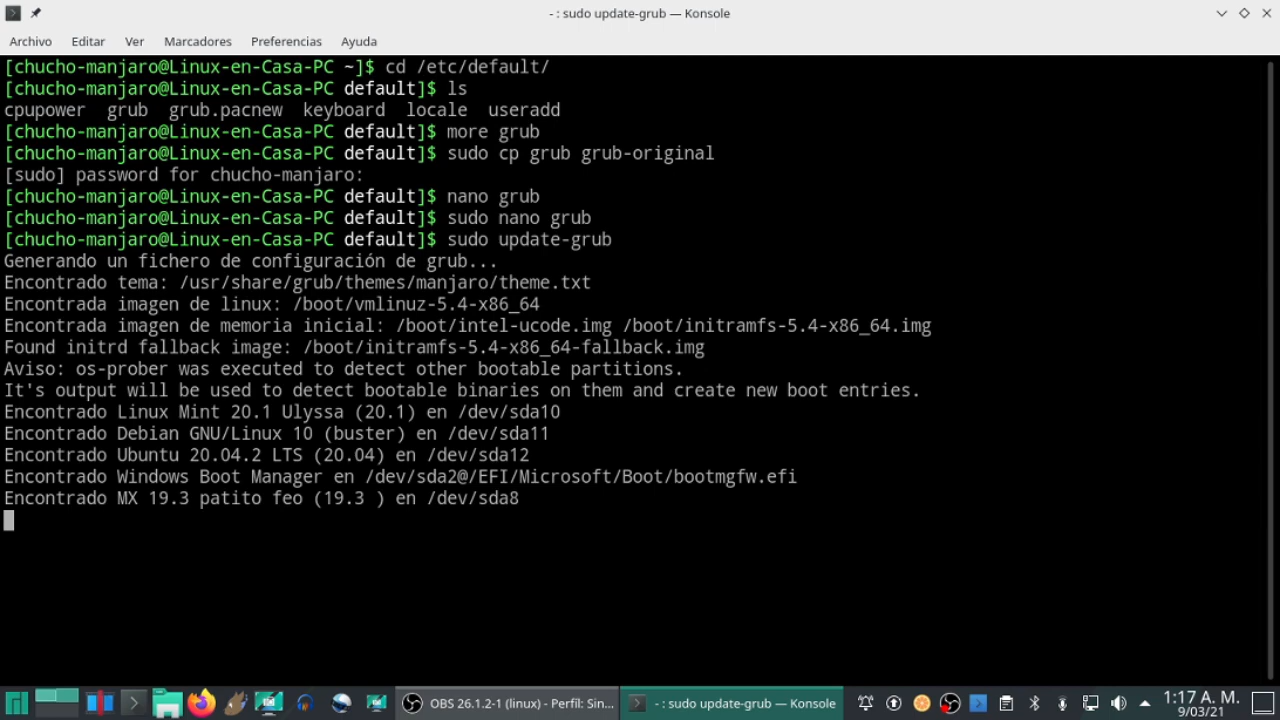 - : sudo update-grub — Konsole
Archivo Editar Ver Marcadores Preferencias Ayuda
[chucho-manjaro@Linux-en-Casa-PC ~]$ cd /etc/default/
[chucho-manjaro@Linux-en-Casa-PC default]$ ls
cpupower grub grub.pacnew keyboard locale useradd
[chucho-manjaro@Linux-en-Casa-PC default]$ more grub
[chucho-manjaro@Linux-en-Casa-PC default]$ sudo cp grub grub-original
[sudo] password for chucho-manjaro:
[chucho-manjaro@Linux-en-Casa-PC default]$ nano grub
[chucho-manjaro@Linux-en-Casa-PC default]$ sudo nano grub
[chucho-manjaro@Linux-en-Casa-PC default]$ sudo update-grub
Generando un fichero de configuración de grub...
Encontrado tema: /usr/share/grub/themes/manjaro/theme.txt
Encontrada imagen de linux: /boot/vmlinuz-5.4-x86_64
Encontrada imagen de memoria inicial: /boot/intel-ucode.img /boot/initramfs-5.4-x86_64.img
Found initrd fallback image: /boot/initramfs-5.4-x86_64-fallback.img
Aviso: os-prober was executed to detect other bootable partitions.
It's output will be used to detect bootable binaries on them and create new boot entries.
Encontrado Linux Mint 20.1 Ulyssa (20.1) en /dev/sda10
Encontrado Debian GNU/Linux 10 (buster) en /dev/sda11
Encontrado Ubuntu 20.04.2 LTS (20.04) en /dev/sda12
Encontrado Windows Boot Manager en /dev/sda2@/EFI/Microsoft/Boot/bootmgfw.efi
Encontrado MX 19.3 patito feo (19.3 ) en /dev/sda8
OBS 26.1.2-1 (linux) - Perfil: Sin... - : sudo update-grub — Konsole 1:17 A. M.
9/03/21